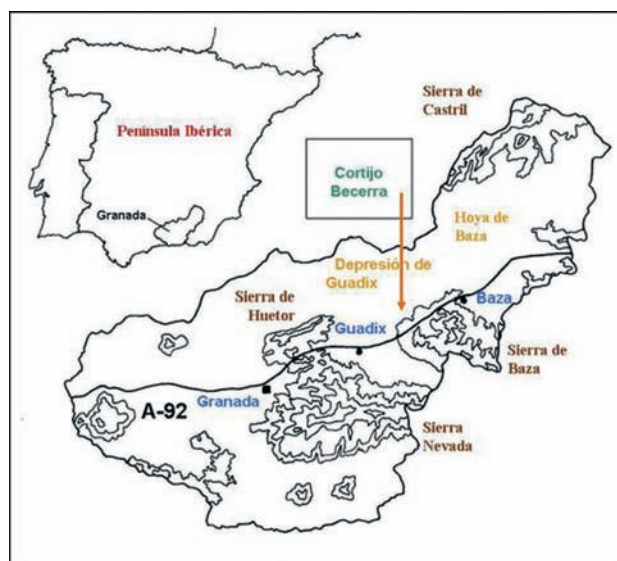 Sierra de
Castril
Península Ibérica
Cortijo
Becerra
Granada
Hoya de
Baza
Depresión de
Guadix
Sierra de
Huetor
Baza
Guadix
Sierra de
Baza
Granada
A-92
Sierra
Nevada